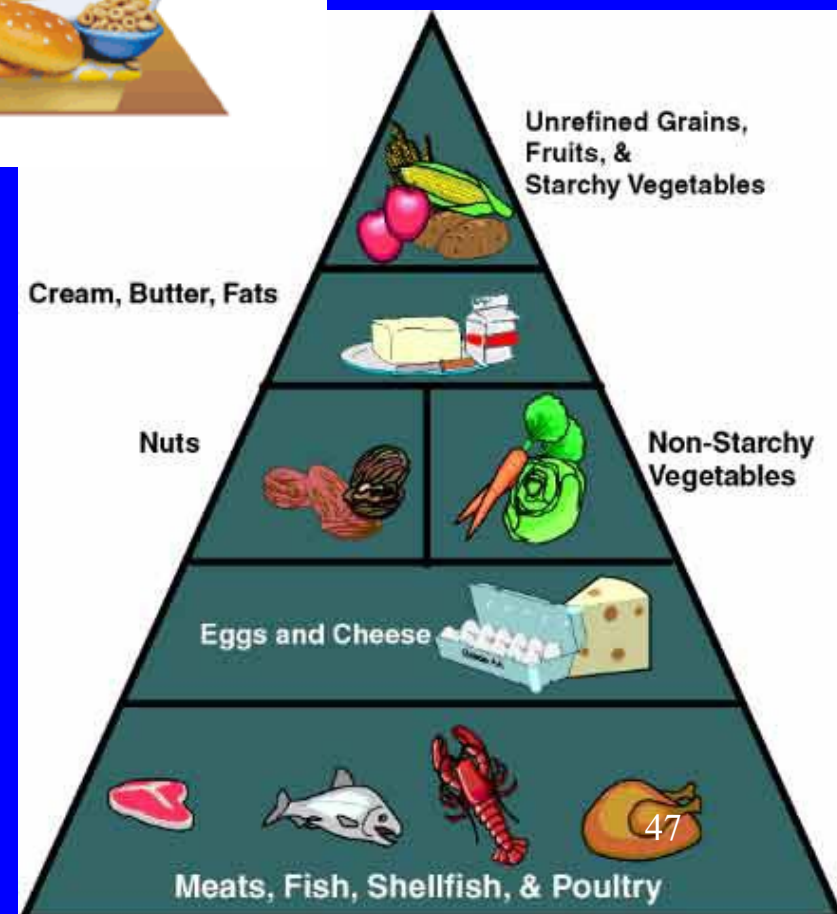 Unrefined Grains,
Fruits, &
Starchy Vegetables
Cream, Butter, Fats
Nuts
Non-Starchy
Vegetables
Eggs and Cheese
47
Meats, Fish, Shellfish, & Poultry